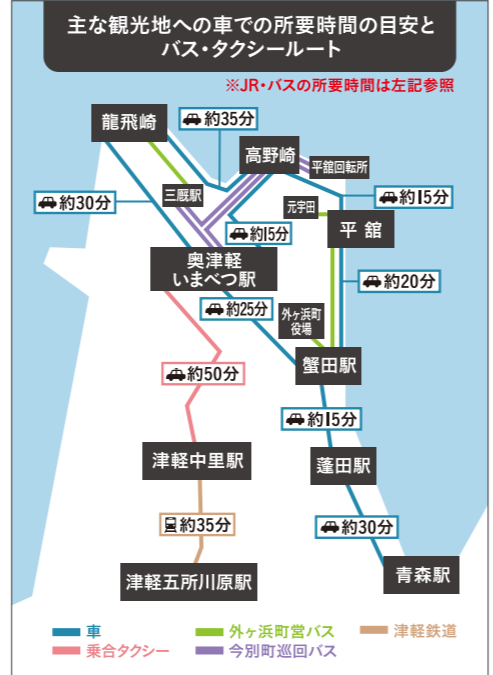 主な観光地への車での所要時間の目安と
バス・タクシールート
※JR・バスの所要時間は左記参照
龍飛崎
約35分
高野崎
平舘回転所
三厩駅
約30分
約15分
元宇田
約15分
平舘
奥津軽
いまべつ駅
約20分
約25分
外ヶ浜町
役場
蟹田駅
約50分
約15分
津軽中里駅
蓬田駅
約35分
約30分
津軽五所川原駅
青森駅
車
外ヶ浜町営バス
津軽鉄道
乗合タクシー
今別町巡回バス